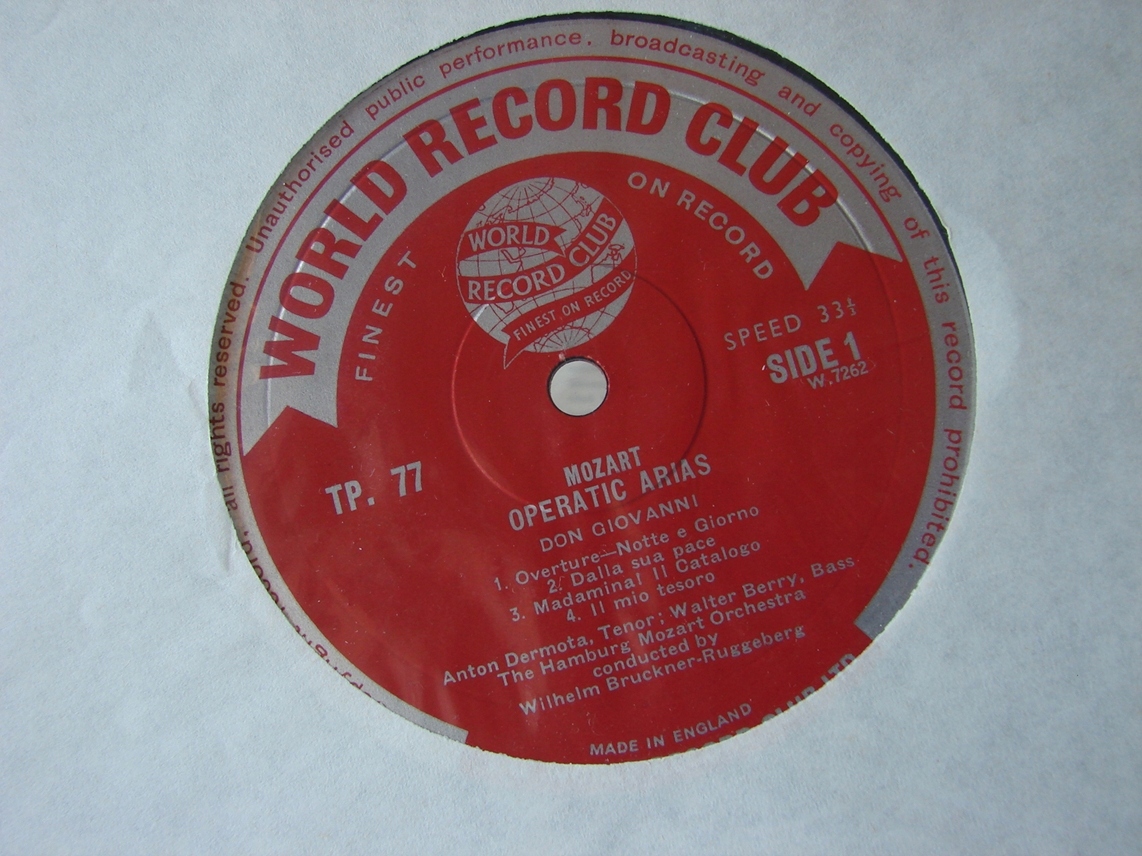 all rights reserved. Unauthorised public performance, broadcasting and copying of this record prohibited.
WORLD RECORD CLUB
FINEST ON RECORD
WORLD
RECORD CLUB
FINEST ON RECORD
SPEED 33⅓
SIDE 1
W.7262
TP. 77
MOZART
OPERATIC ARIAS
DON GIOVANNI
1. Overture—Notte e Giorno
2. Dalla sua pace
3. Madamina! Il Catalogo
4. Il mio tesoro
Anton Dermota, Tenor; Walter Berry, Bass
The Hamburg Mozart Orchestra
conducted by
Wilhelm Bruckner-Ruggeberg
MADE IN ENGLAND
CLUB LTD